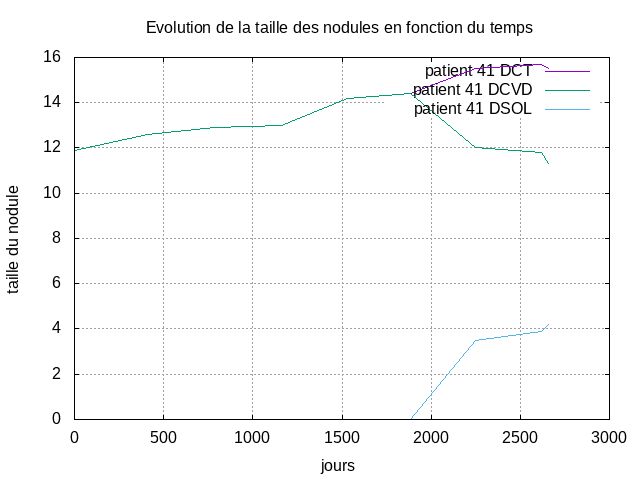 Evolution de la taille des nodules en fonction du temps
16
14
12
10
8
6
4
2
0
taille du nodule
patient 41 DCT
patient 41 DCVD
patient 41 DSOL
0 500 1000 1500 2000 2500 3000
jours